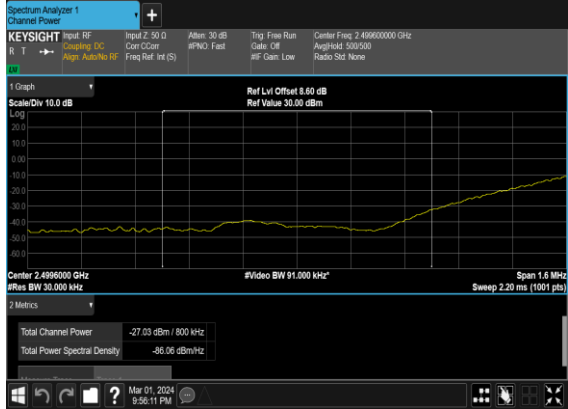 Spectrum Analyzer 1
Channel Power
+
KEYSIGHT
R T
Input: RF
Coupling: DC
Align: Auto/No RF
Input Z: 50 Ω
Corr CCorr
Freq Ref: Int (S)
Atten: 30 dB
#PNO: Fast
Trig: Free Run
Gate: Off
#IF Gain: Low
Center Freq: 2.499600000 GHz
Avg|Hold: 500/500
Radio Std: None
1 Graph
Scale/Div 10.0 dB
Ref Lvl Offset 8.60 dB
Ref Value 30.00 dBm
Log
20.0
10.0
0.00
-10.0
-20.0
-30.0
-40.0
-50.0
-60.0
Center 2.4996000 GHz
#Res BW 30.000 kHz
#Video BW 91.000 kHz*
Span 1.6 MHz
Sweep 2.20 ms (1001 pts)
2 Metrics
Total Channel Power -27.03 dBm / 800 kHz
Total Power Spectral Density -86.06 dBm/Hz
?
Mar 01, 2024
9:56:11 PM